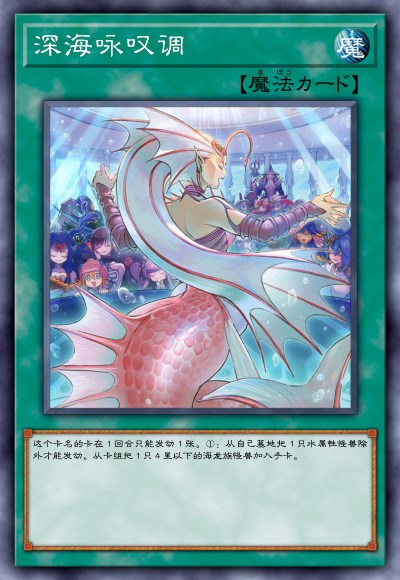 深海咏叹调
魔
【魔法カード】
ま ほう
这个卡名的卡在1回合只能发动1张。①：从自己墓地把1只水属性怪兽除
外才能发动。从卡组把1只4星以下的海龙族怪兽加入手卡。